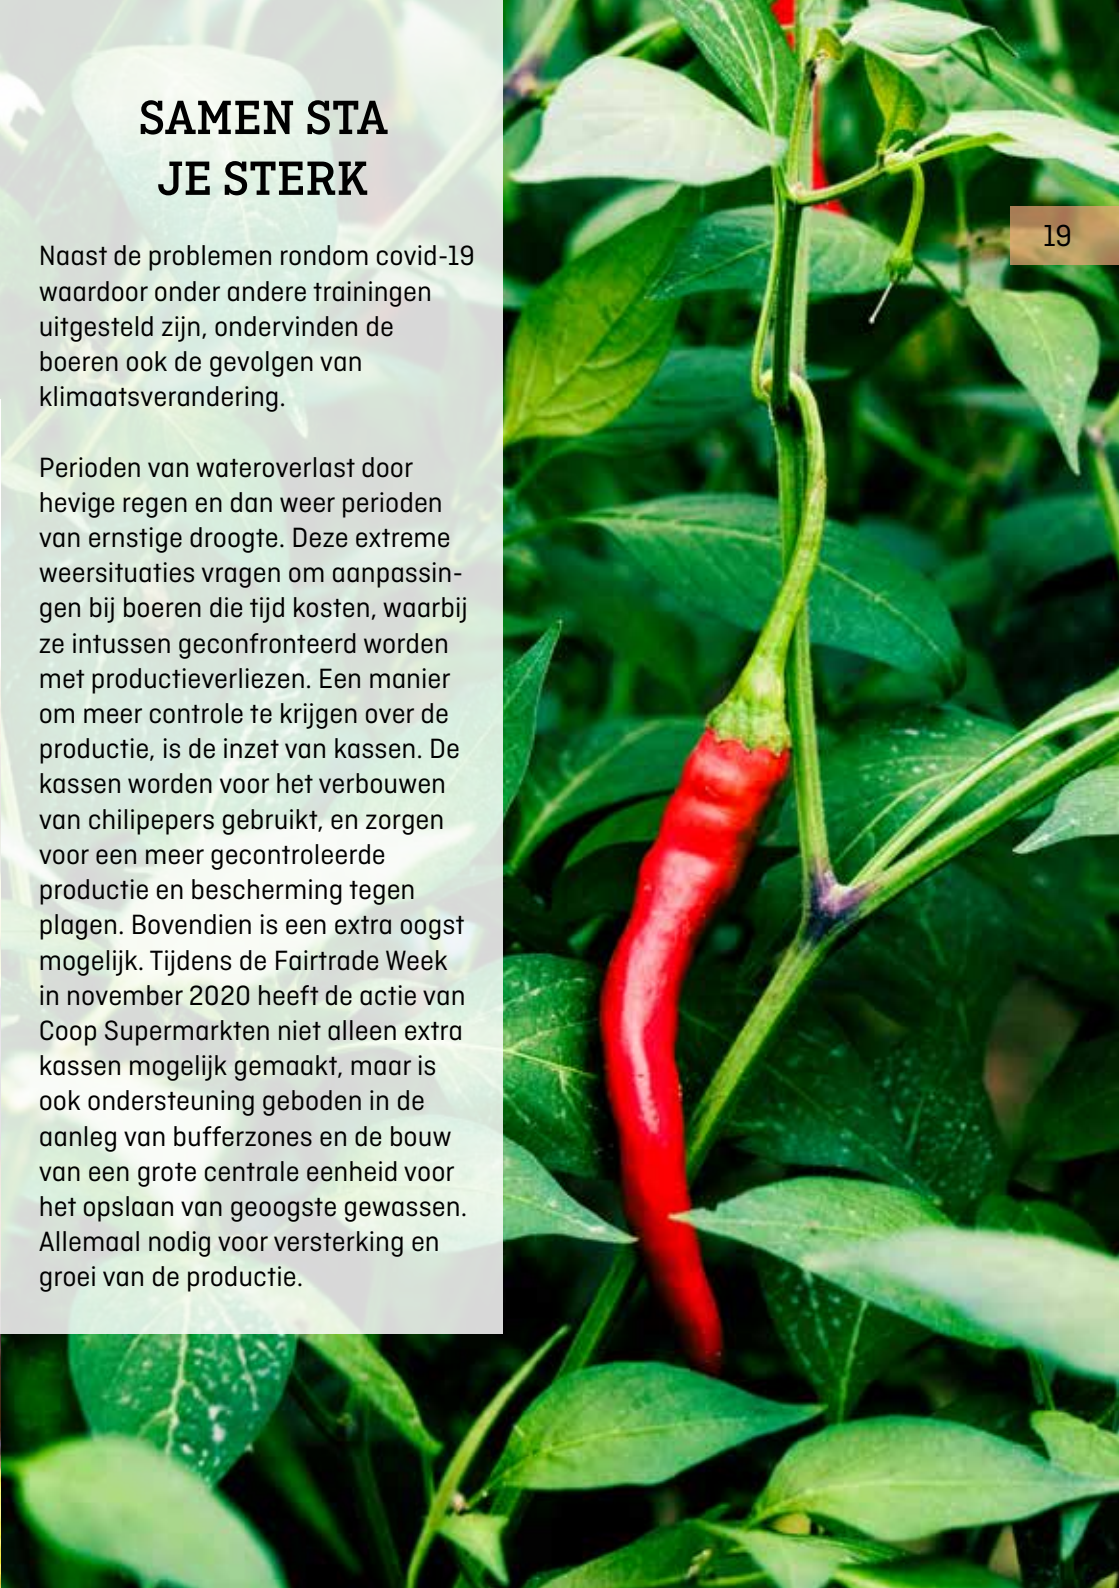 SAMEN STA
JE STERK
Naast de problemen rondom covid-19
waardoor onder andere trainingen
uitgesteld zijn, ondervinden de
boeren ook de gevolgen van
klimaatsverandering.
Perioden van wateroverlast door
hevige regen en dan weer perioden
van ernstige droogte. Deze extreme
weersituaties vragen om aanpassin-
gen bij boeren die tijd kosten, waarbij
ze intussen geconfronteerd worden
met productieverliezen. Een manier
om meer controle te krijgen over de
productie, is de inzet van kassen. De
kassen worden voor het verbouwen
van chilipepers gebruikt, en zorgen
voor een meer gecontroleerde
productie en bescherming tegen
plagen. Bovendien is een extra oogst
mogelijk. Tijdens de Fairtrade Week
in november 2020 heeft de actie van
Coop Supermarkten niet alleen extra
kassen mogelijk gemaakt, maar is
ook ondersteuning geboden in de
aanleg van bufferzones en de bouw
van een grote centrale eenheid voor
het opslaan van geoogste gewassen.
Allemaal nodig voor versterking en
groei van de productie.
19